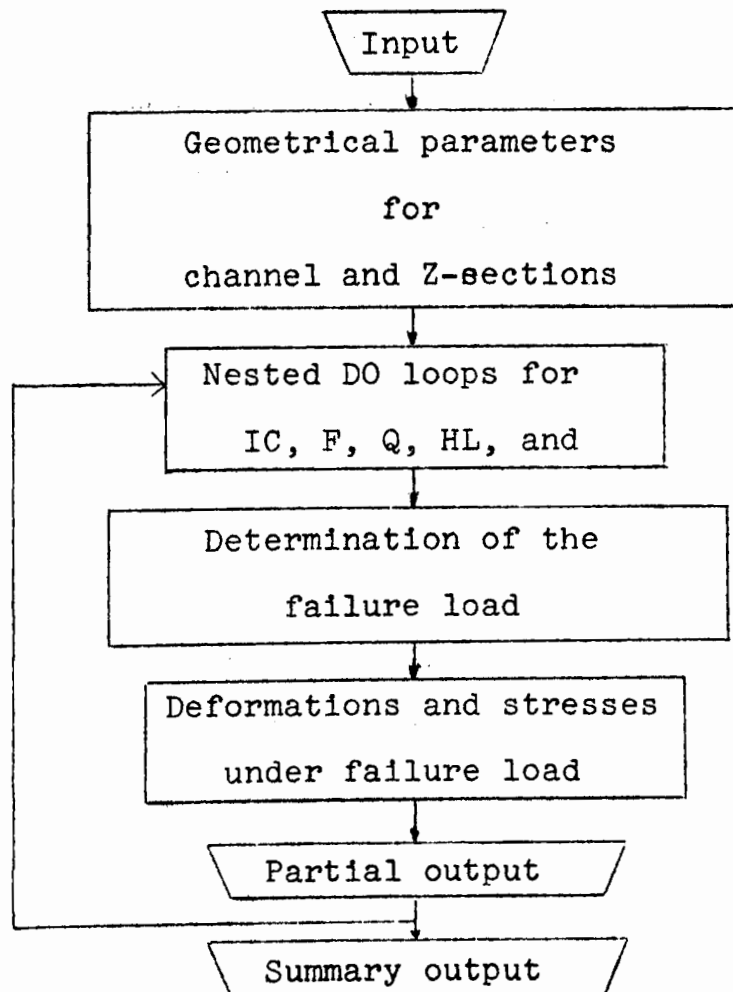 Input
Geometrical parameters
for
channel and Z-sections
Nested DO loops for
IC, F, Q, HL, and
Determination of the
failure load
Deformations and stresses
under failure load
Partial output
Summary output